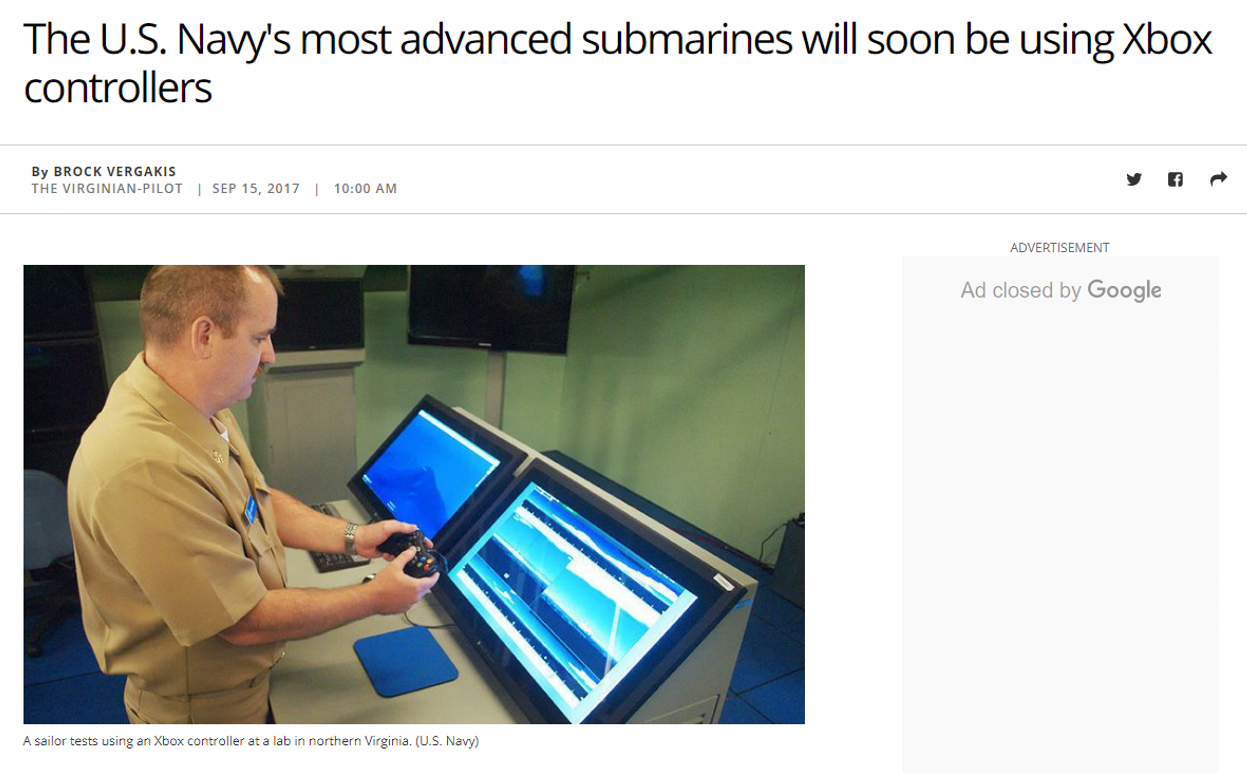 The U.S. Navy's most advanced submarines will soon be using Xbox
controllers
By BROCK VERGAKIS
THE VIRGINIAN-PILOT | SEP 15, 2017 | 10:00 AM
ADVERTISEMENT
Ad closed by Google
A sailor tests using an Xbox controller at a lab in northern Virginia. (U.S. Navy)